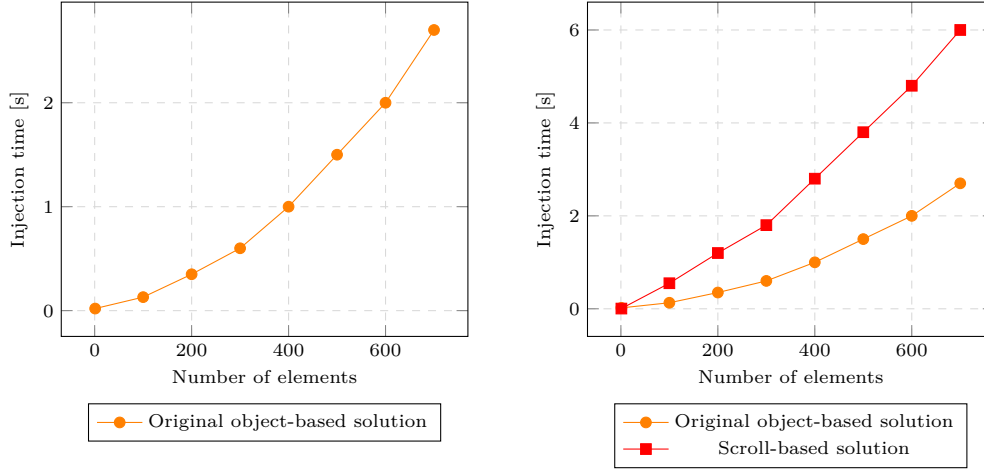 2
1
0
Injection time [s]
0 200 400 600
Number of elements
Original object-based solution
6
4
2
0
Injection time [s]
0 200 400 600
Number of elements
Original object-based solution
Scroll-based solution